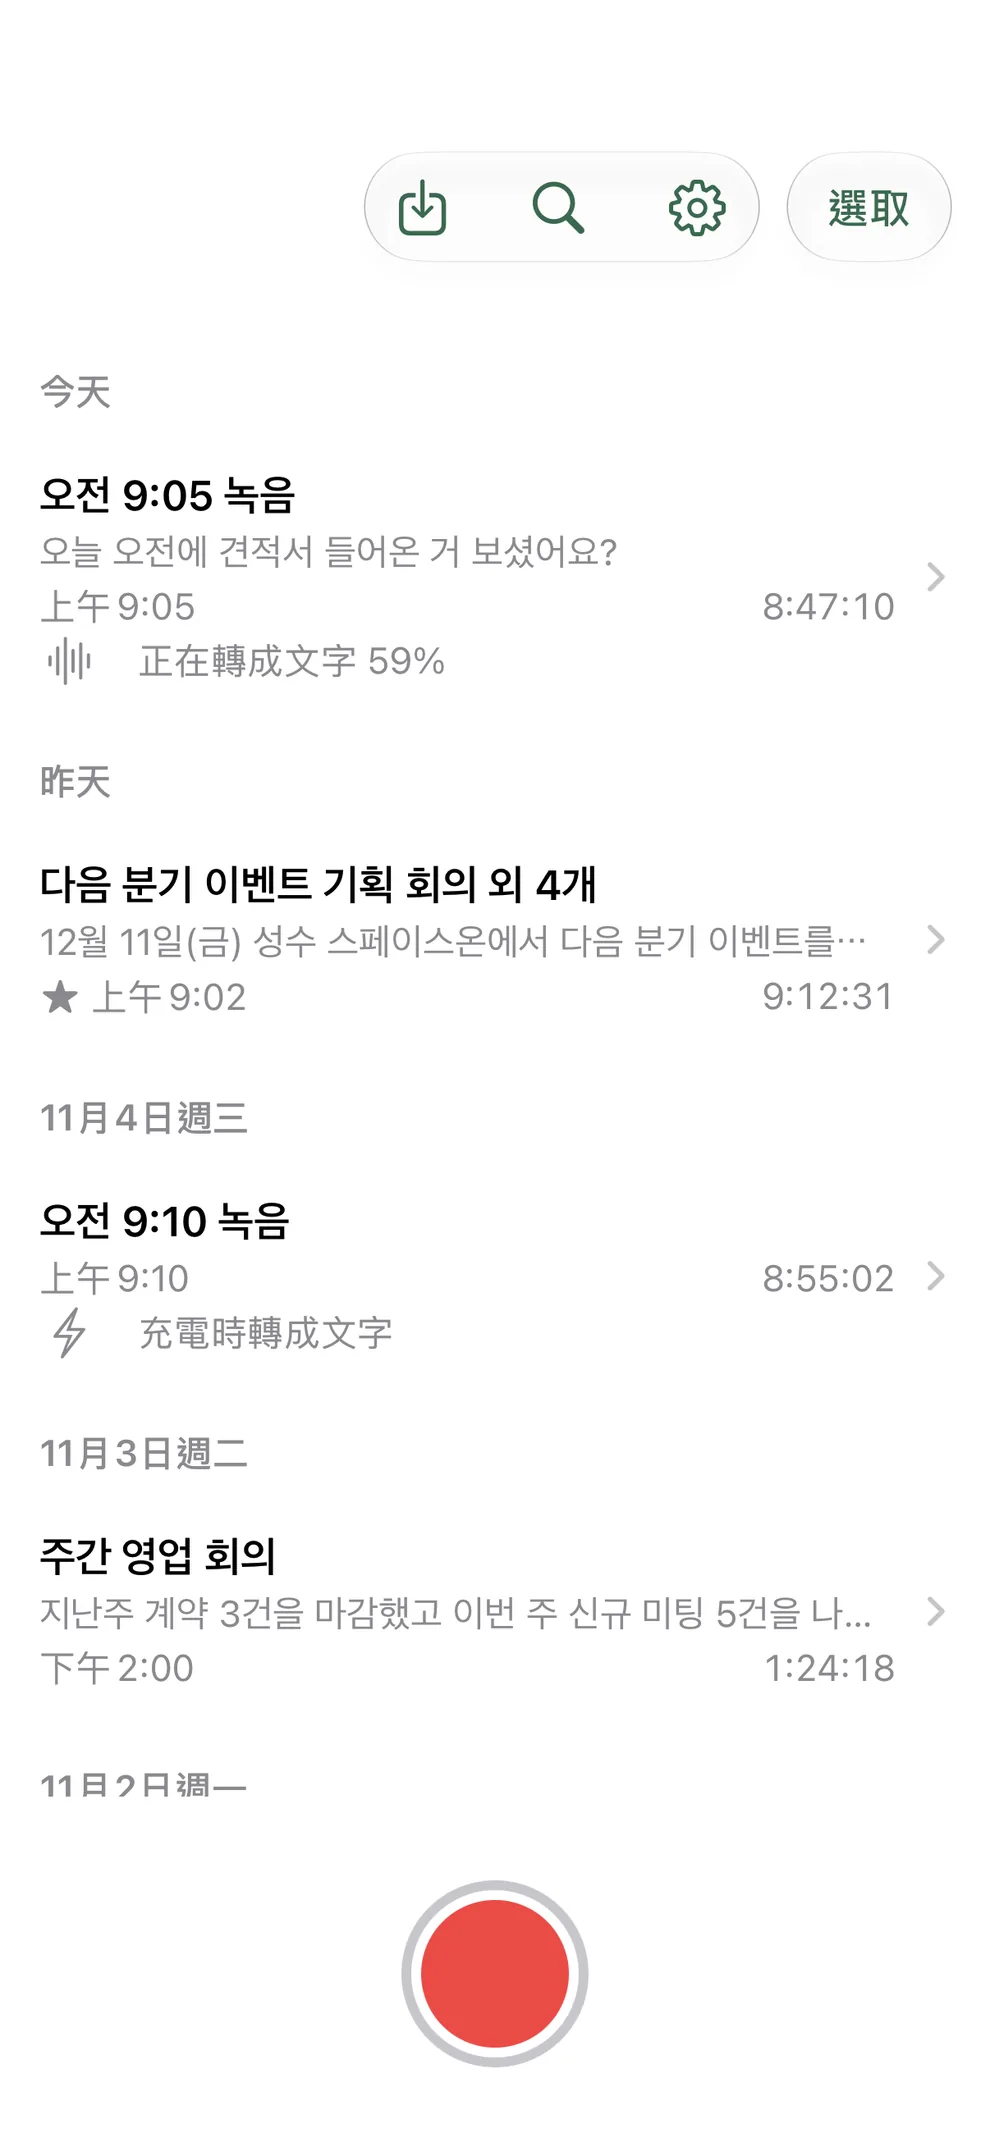 選取
今天
오전 9:05 녹음
오늘 오전에 견적서 들어온 거 보셨어요?
上午 9:05 8:47:10
正在轉成文字 59%
昨天
다음 분기 이벤트 기획 회의 외 4개
12월 11일(금) 성수 스페이스온에서 다음 분기 이벤트를…
上午 9:02 9:12:31
11月4日週三
오전 9:10 녹음
上午 9:10 8:55:02
充電時轉成文字
11月3日週二
주간 영업 회의
지난주 계약 3건을 마감했고 이번 주 신규 미팅 5건을 나...
下午 2:00 1:24:18
11月2日週一